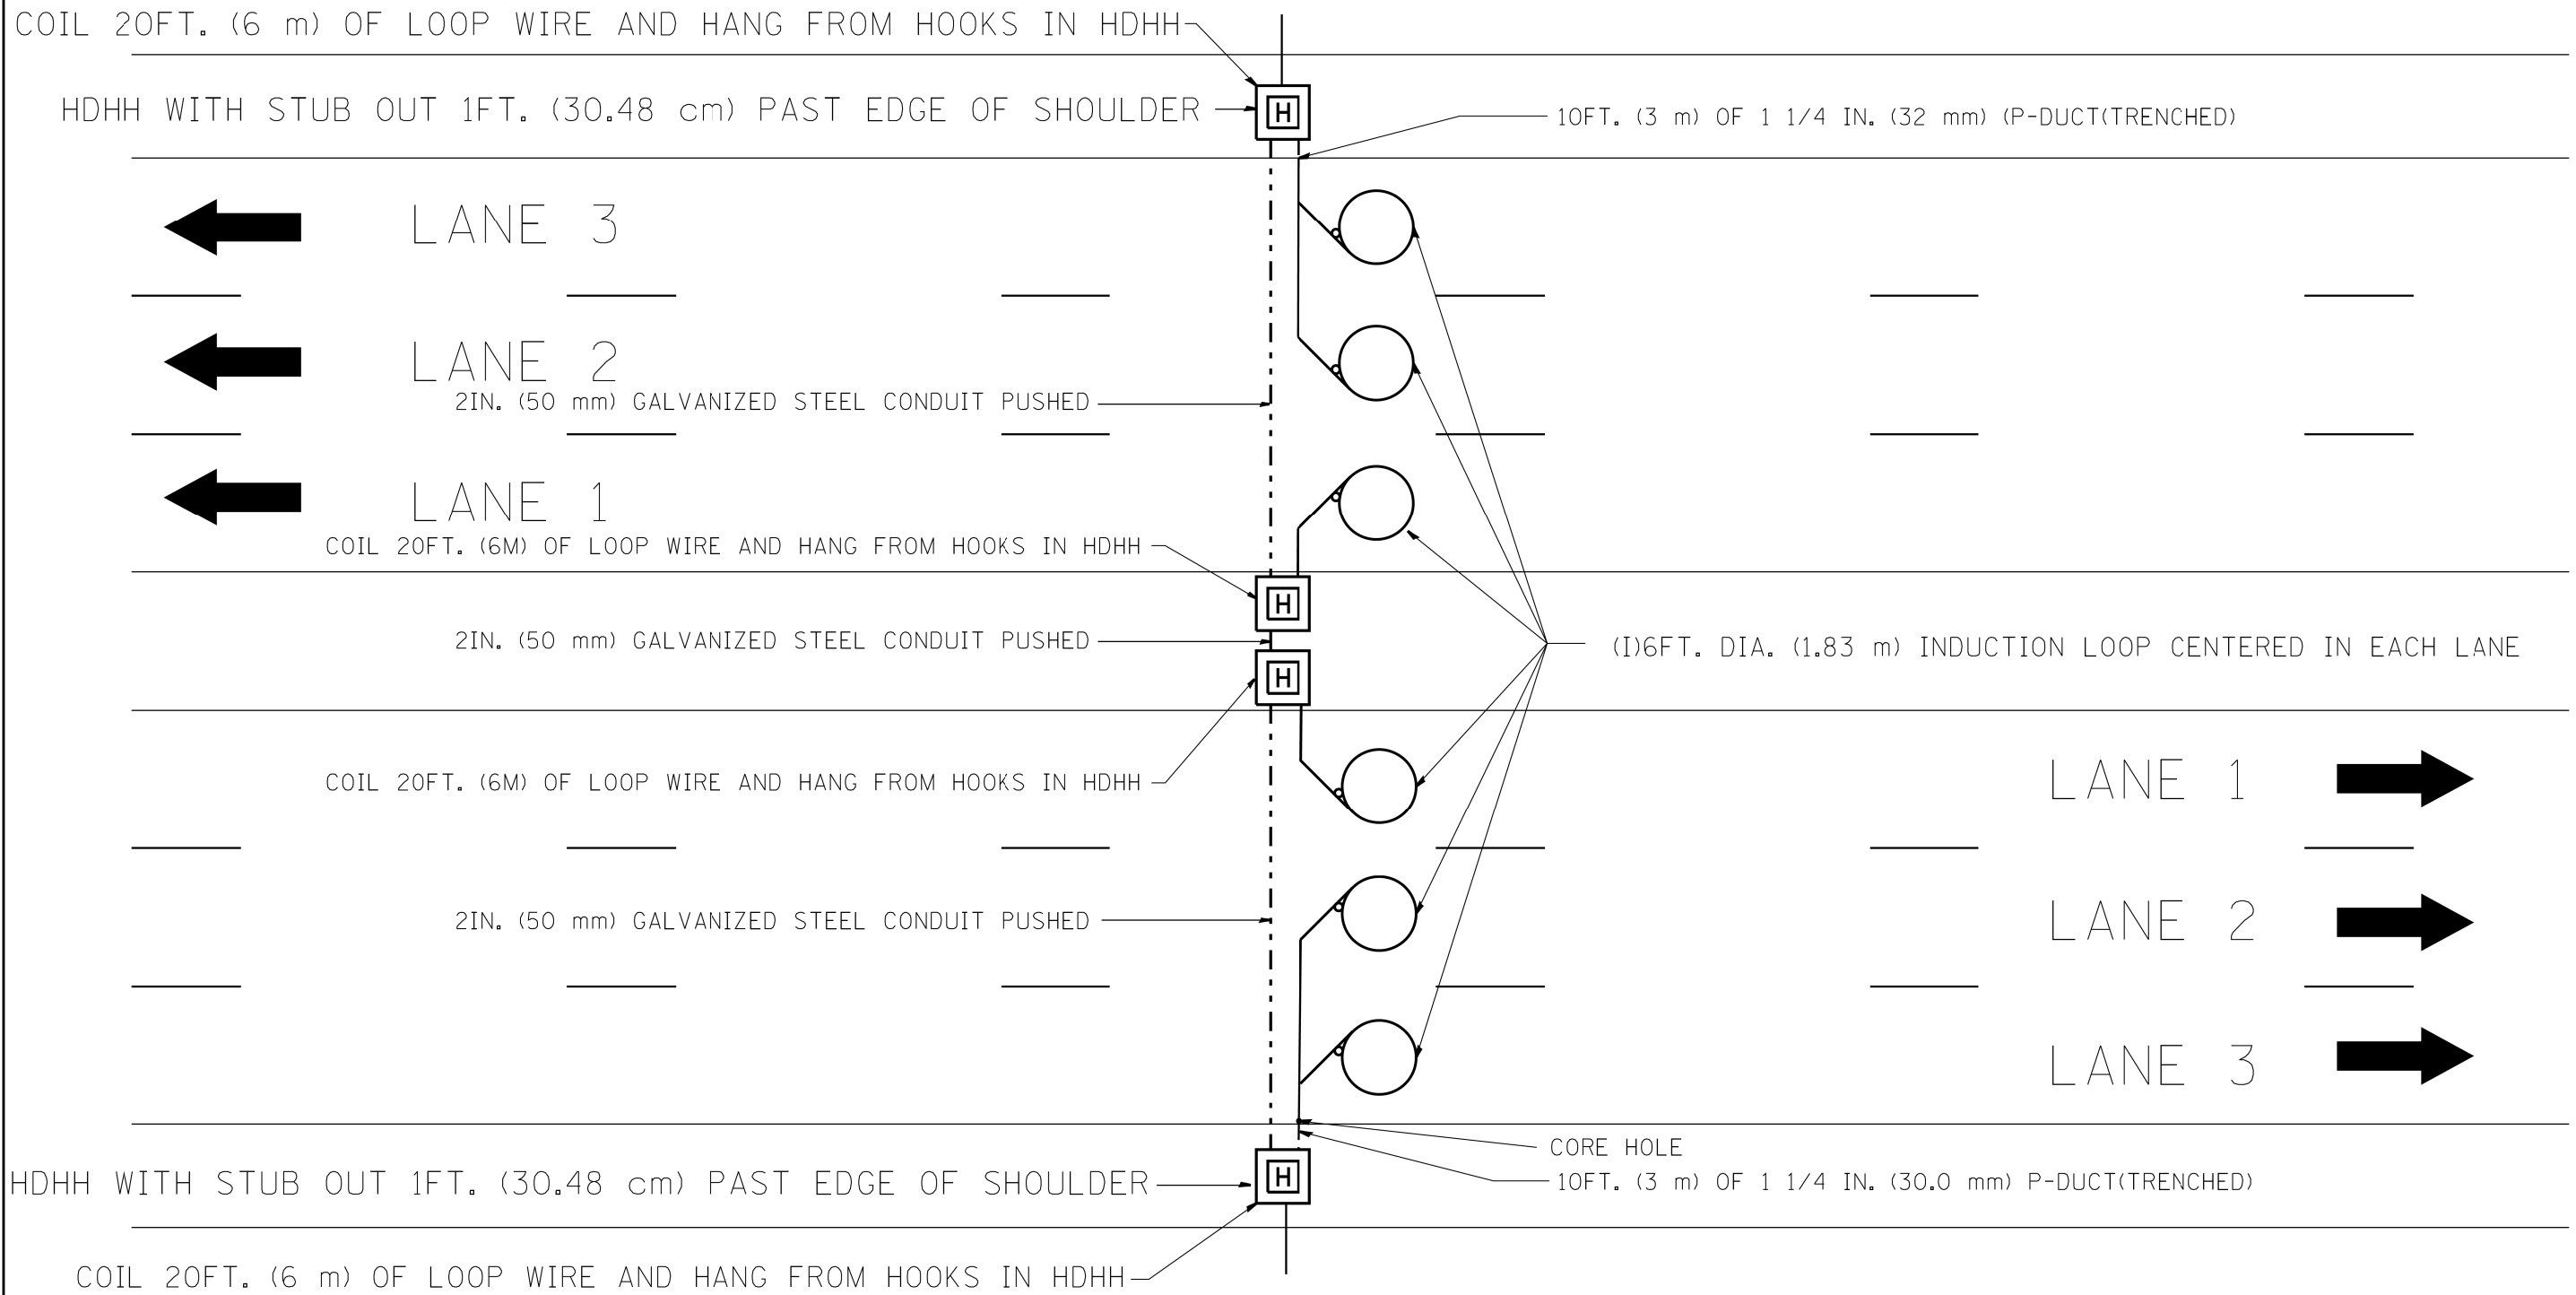 COIL 20FT. (6 m) OF LOOP WIRE AND HANG FROM HOOKS IN HDHH
HDHH WITH STUB OUT 1FT. (30.48 cm) PAST EDGE OF SHOULDER
H
10FT. (3 m) OF 1 1/4 IN. (32 mm) (P-DUCT(TRENCHED)
LANE 3
LANE 2
2IN. (50 mm) GALVANIZED STEEL CONDUIT PUSHED
LANE 1
COIL 20FT. (6M) OF LOOP WIRE AND HANG FROM HOOKS IN HDHH
H
2IN. (50 mm) GALVANIZED STEEL CONDUIT PUSHED
(I)6FT. DIA. (1.83 m) INDUCTION LOOP CENTERED IN EACH LANE
H
COIL 20FT. (6M) OF LOOP WIRE AND HANG FROM HOOKS IN HDHH
LANE 1
2IN. (50 mm) GALVANIZED STEEL CONDUIT PUSHED
LANE 2
LANE 3
CORE HOLE
HDHH WITH STUB OUT 1FT. (30.48 cm) PAST EDGE OF SHOULDER
H
10FT. (3 m) OF 1 1/4 IN. (30.0 mm) P-DUCT(TRENCHED)
COIL 20FT. (6 m) OF LOOP WIRE AND HANG FROM HOOKS IN HDHH